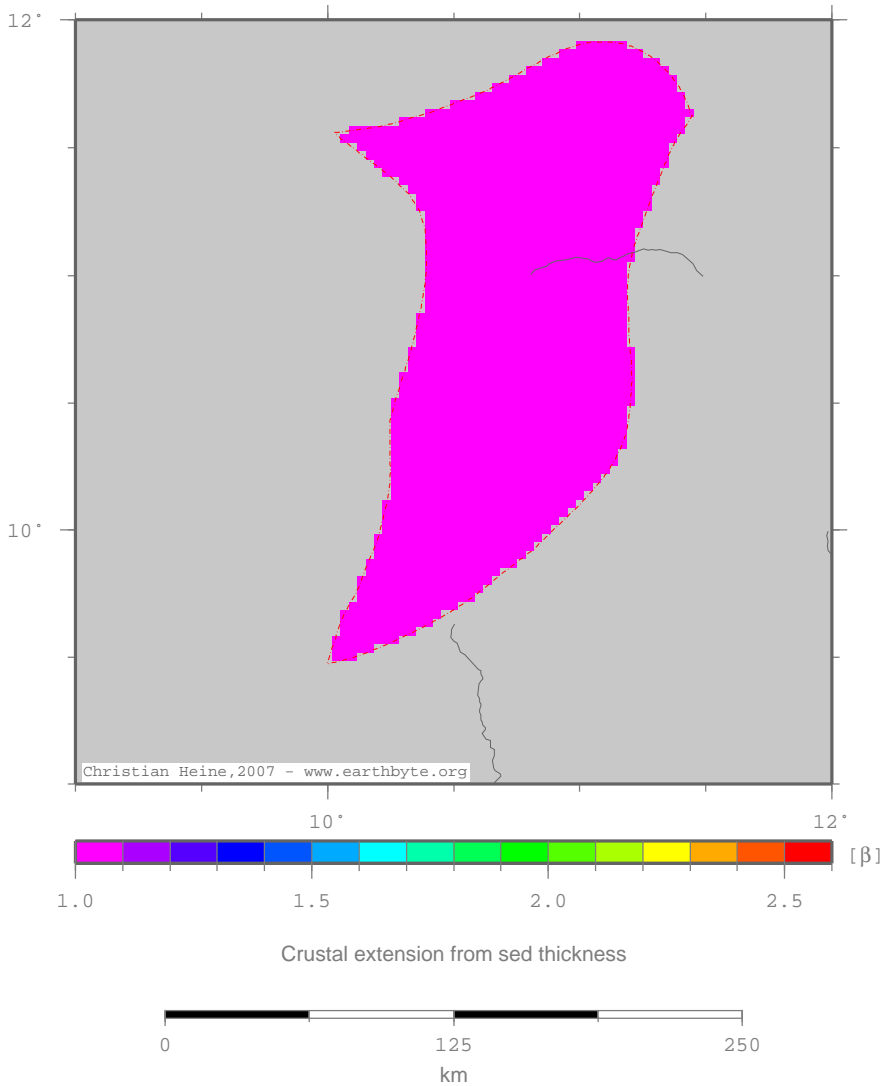 12°
10°
Christian Heine,2007 - www.earthbyte.org
10° 12°
[β]
1.0 1.5 2.0 2.5
Crustal extension from sed thickness
0 125 250
km